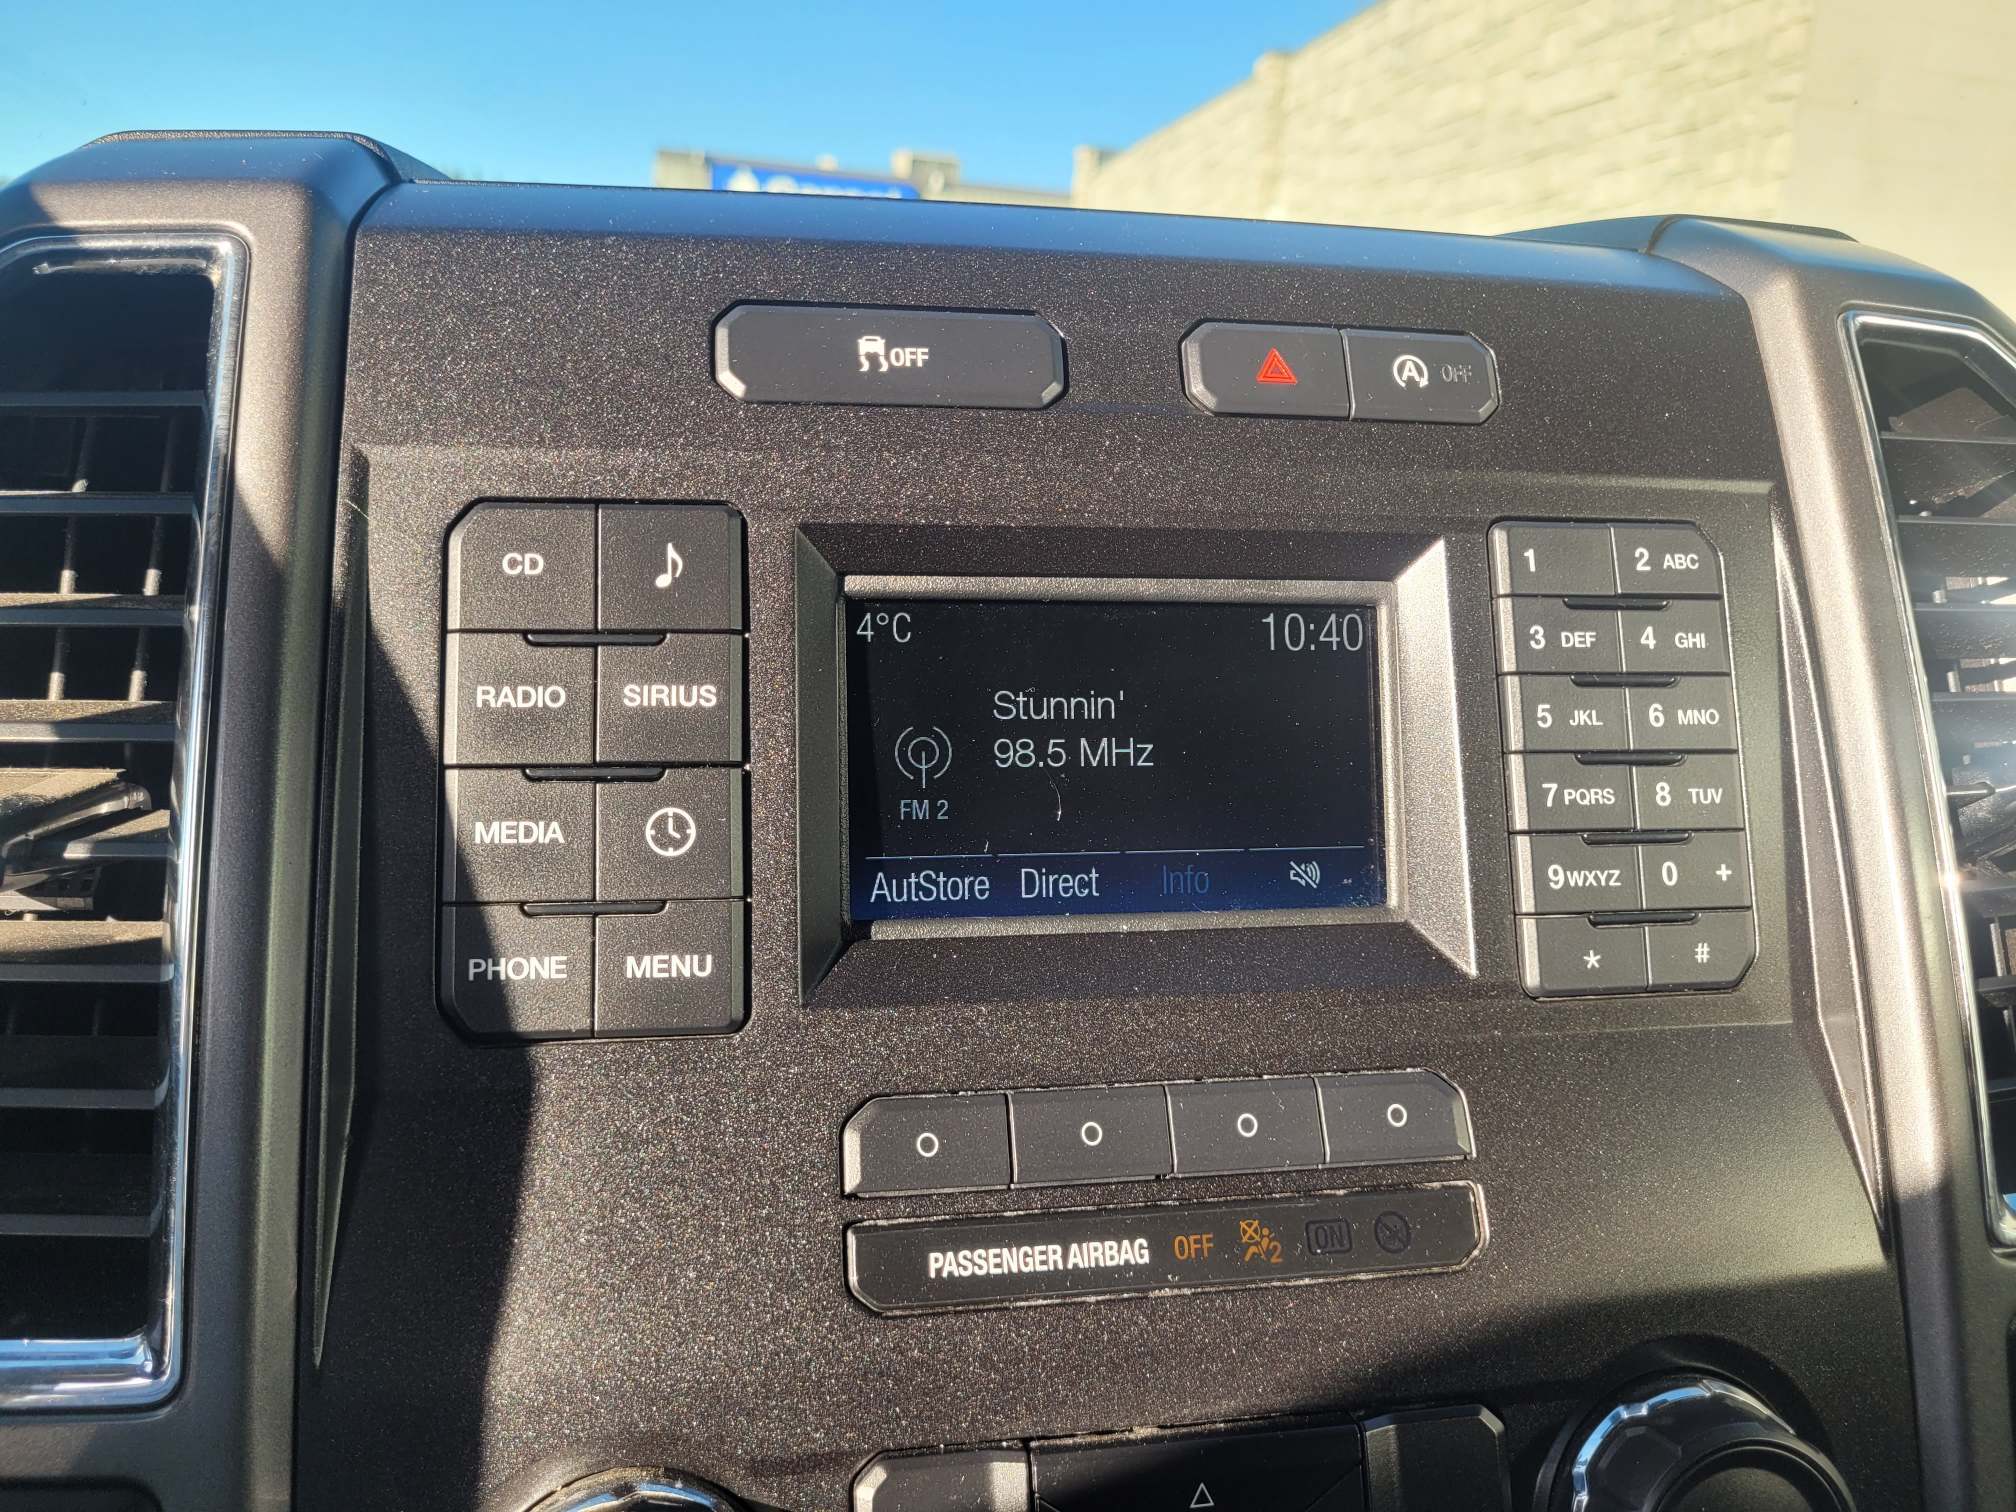 OFF
A OFF
CD
RADIO SIRIUS
MEDIA
PHONE MENU
4°C 10:40
Stunnin'
98.5 MHz
FM 2
AutStore Direct Info
1 2 ABC
3 DEF 4 GHI
5 JKL 6 MNO
7 PQRS 8 TUV
9 WXYZ 0 +
* #
PASSENGER AIRBAG OFF 2 ON